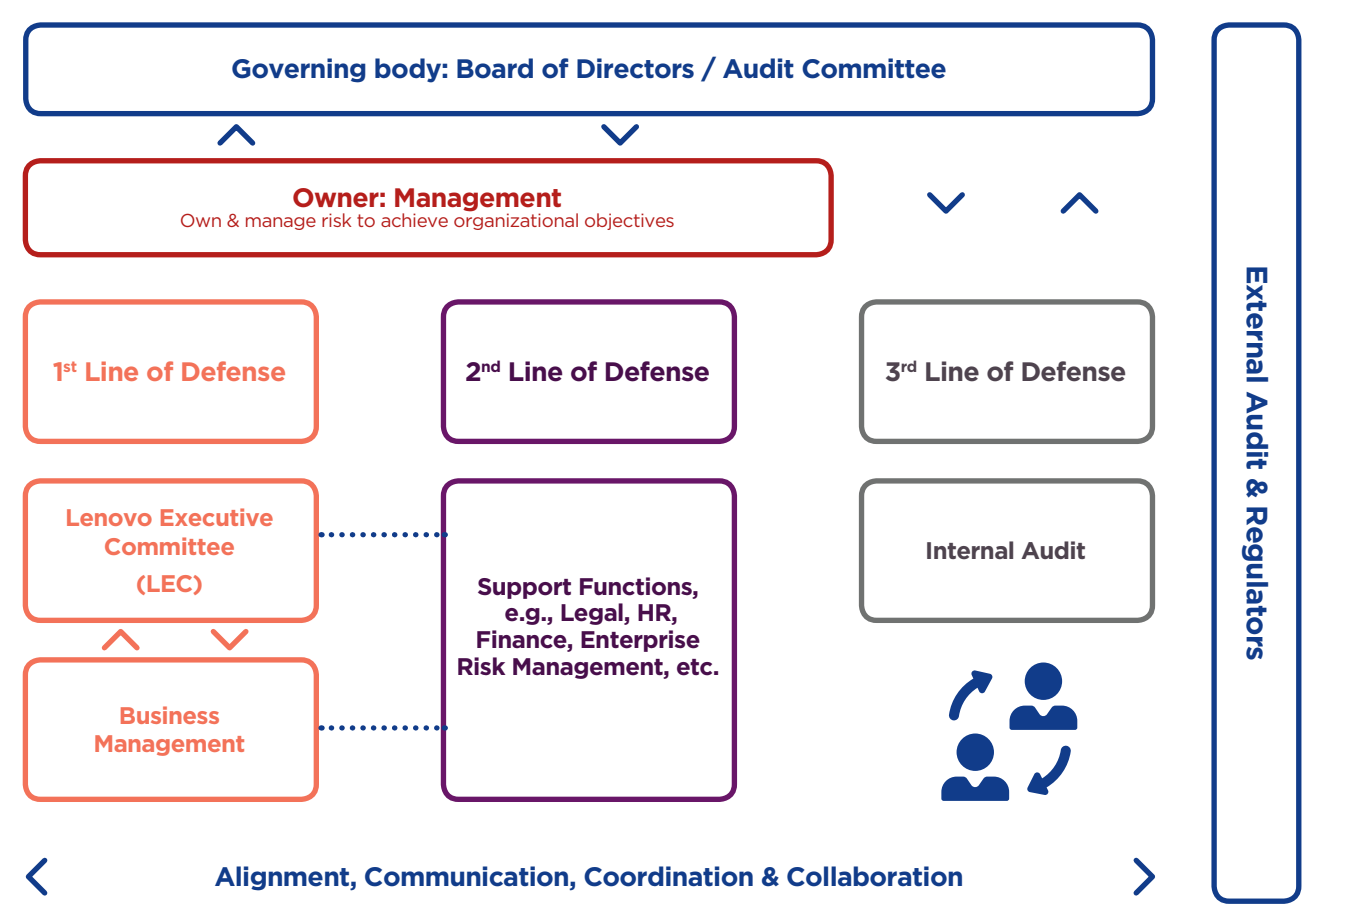 Governing body: Board of Directors / Audit Committee
Owner: Management
Own & manage risk to achieve organizational objectives
1st Line of Defense
2nd Line of Defense
3rd Line of Defense
Lenovo Executive
Committee
(LEC)
Support Functions,
e.g., Legal, HR,
Finance, Enterprise
Risk Management, etc.
Internal Audit
Business
Management
Alignment, Communication, Coordination & Collaboration
External Audit & Regulators